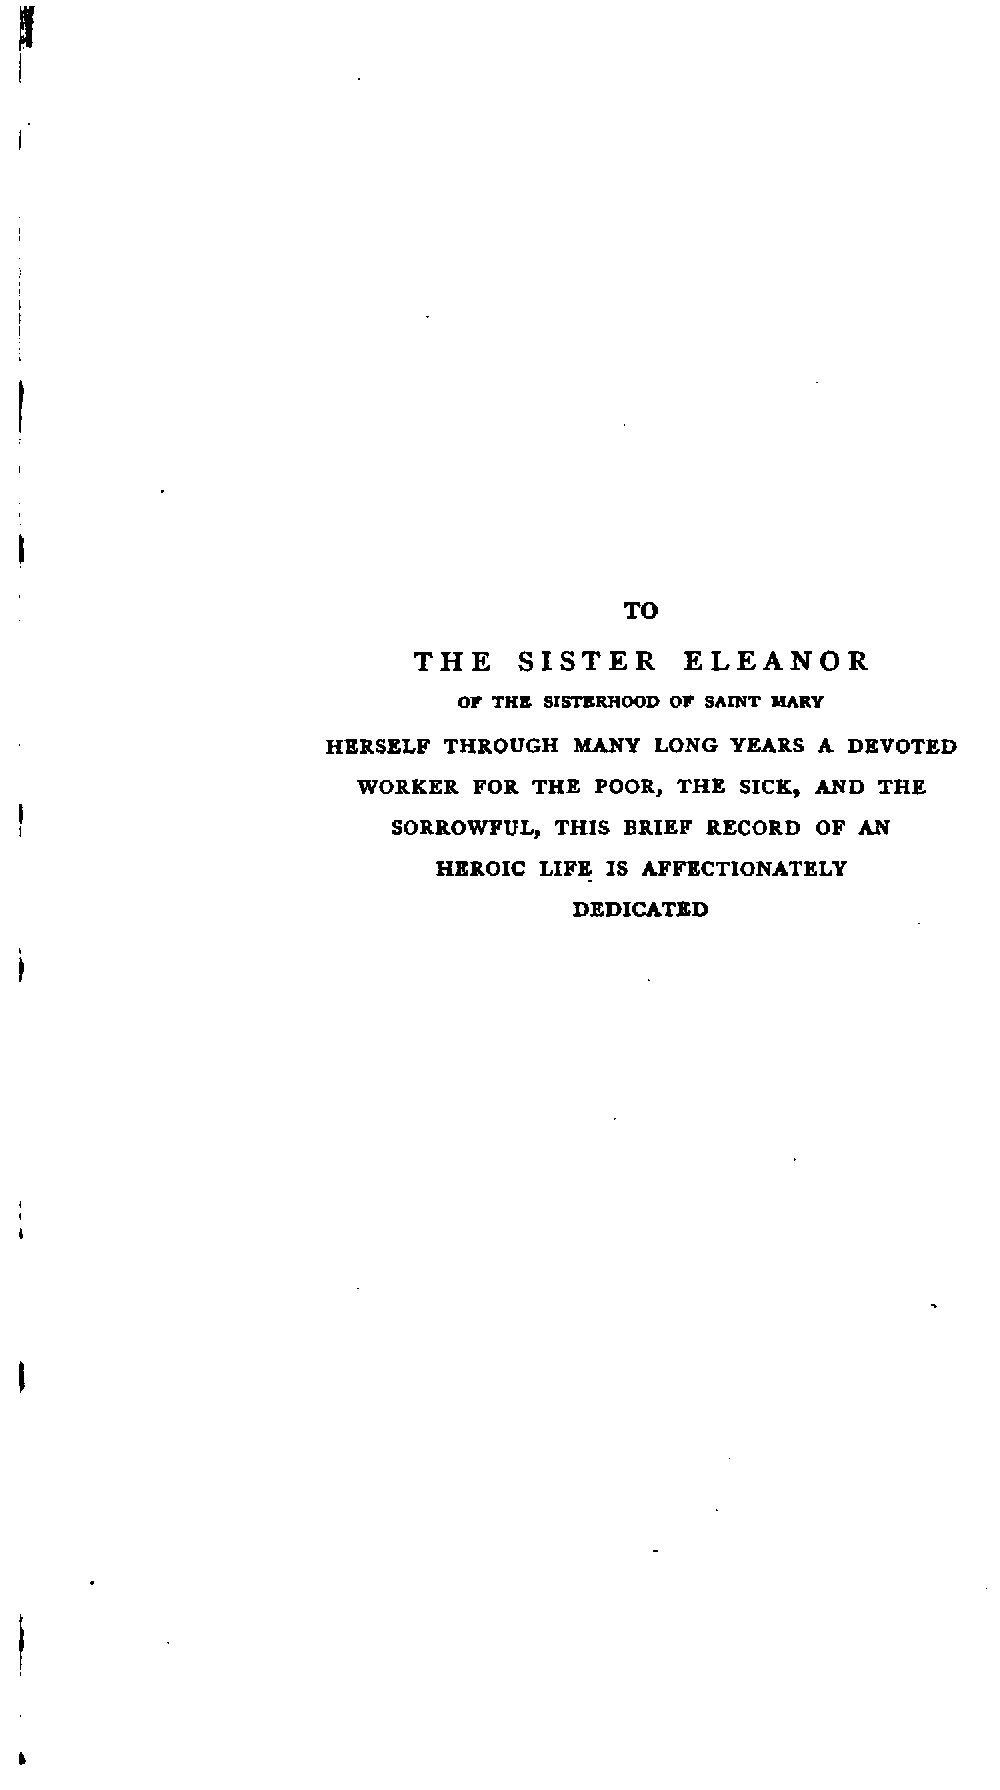 TO
THE SISTER ELEANOR
OF THE SISTERHOOD OF SAINT MARY
HERSELF THROUGH MANY LONG YEARS A DEVOTED
WORKER FOR THE POOR, THE SICK, AND THE
SORROWFUL, THIS BRIEF RECORD OF AN
HEROIC LIFE IS AFFECTIONATELY
DEDICATED